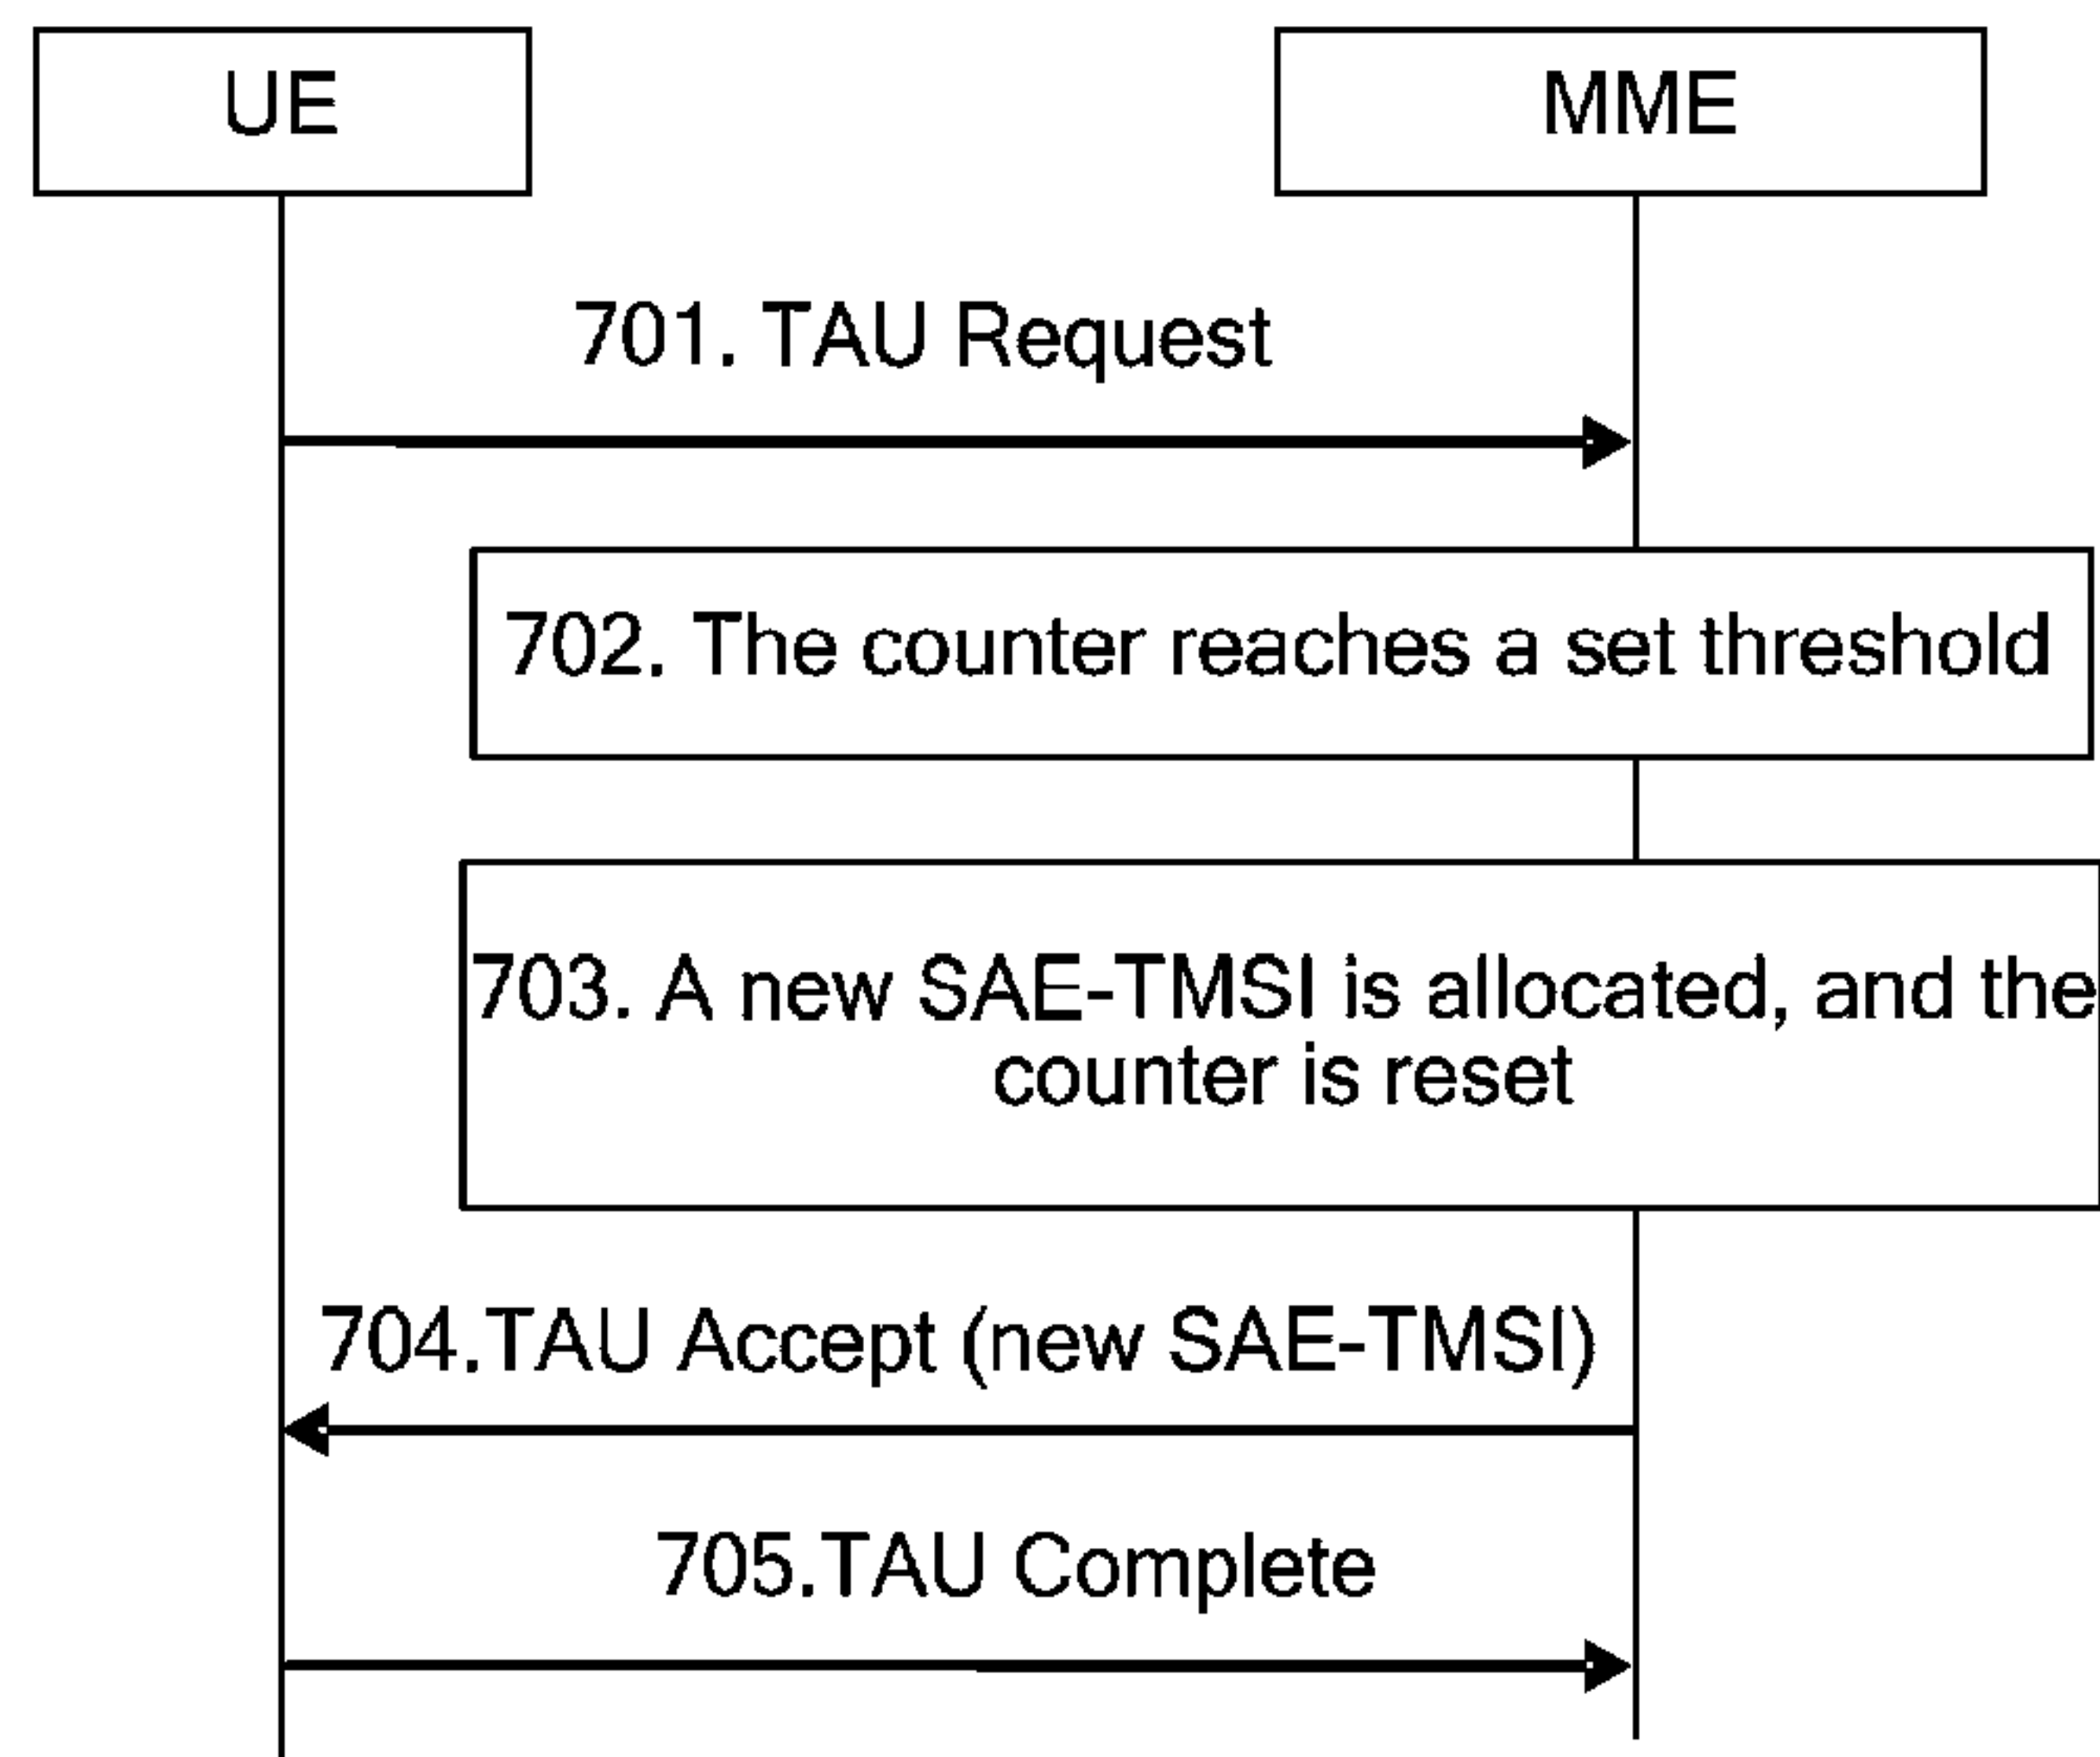 UE
MME
701. TAU Request
702. The counter reaches a set threshold
703. A new SAE-TMSI is allocated, and the
counter is reset
704.TAU Accept (new SAE-TMSI)
705.TAU Complete